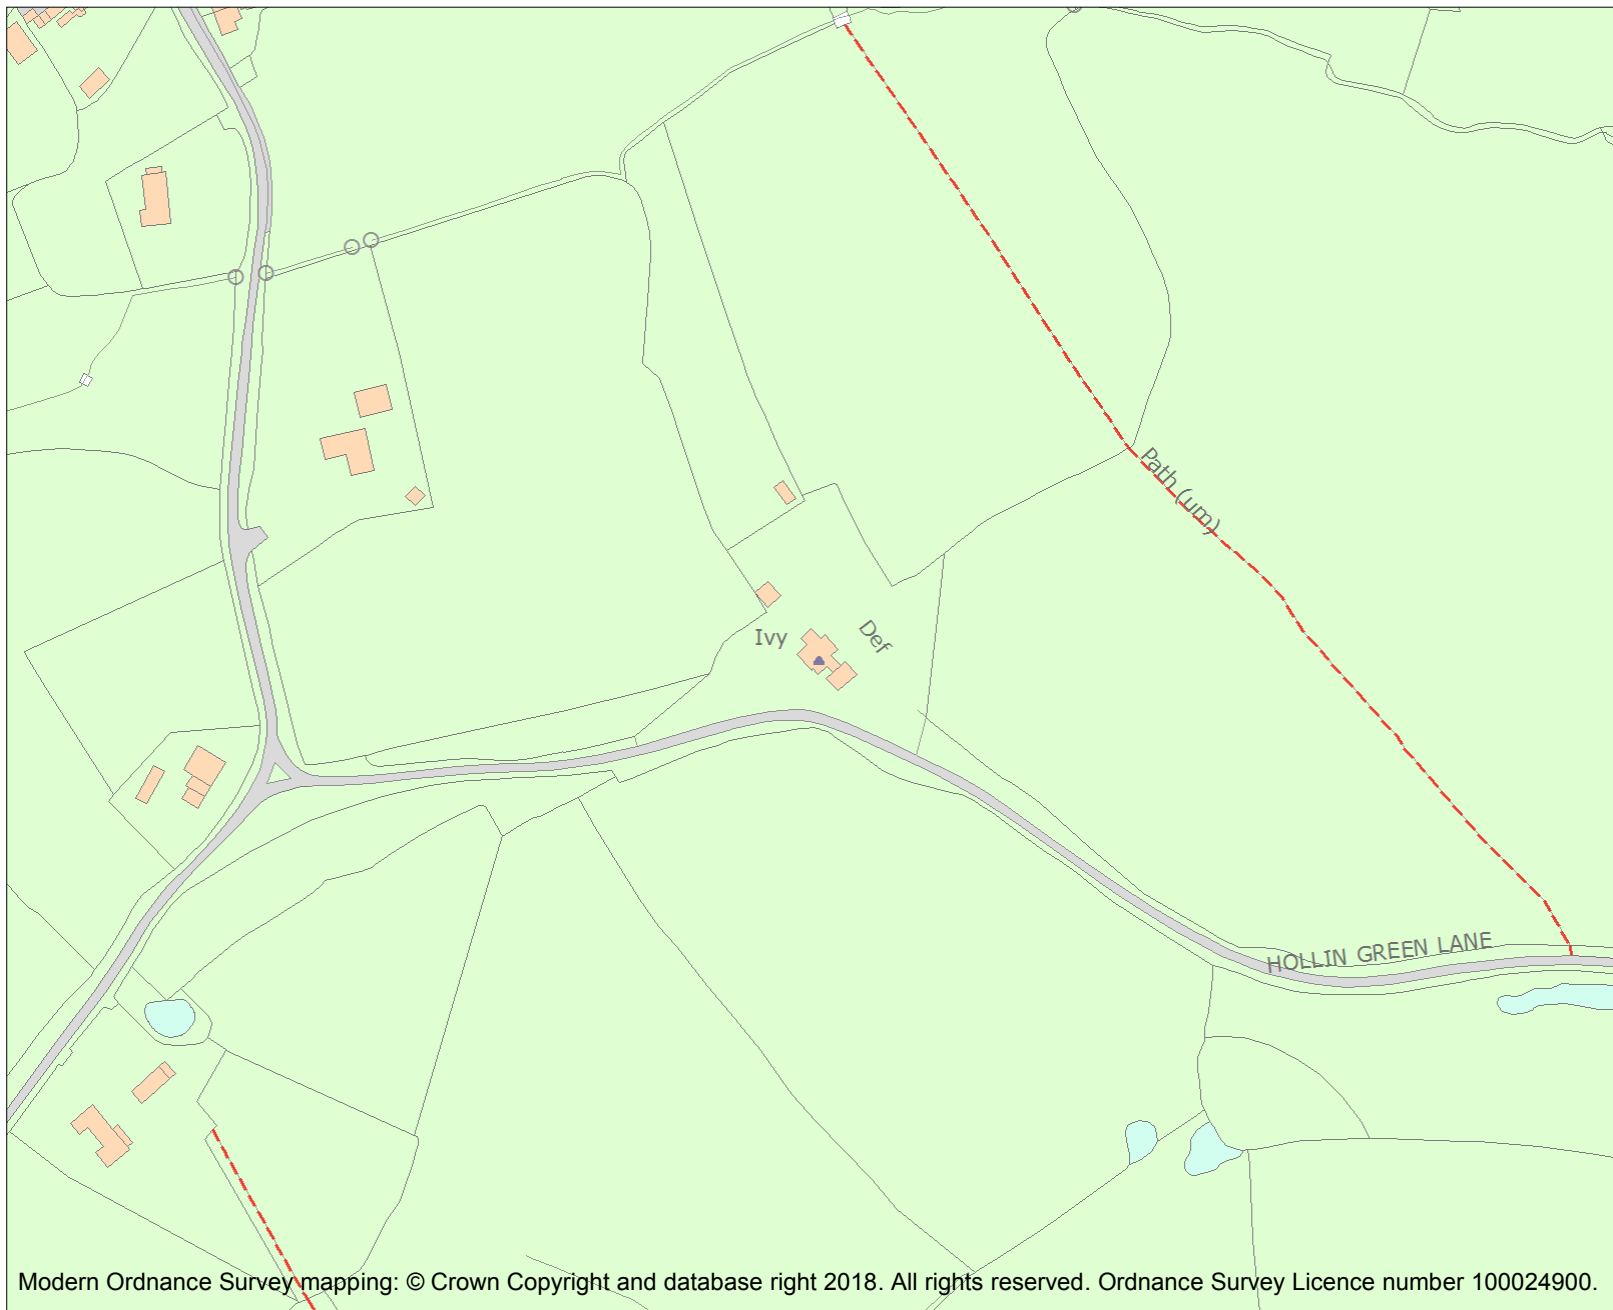 Path (um)
Ivy
Def
HOLLIN GREEN LANE
Modern Ordnance Survey mapping: © Crown Copyright and database right 2018. All rights reserved. Ordnance Survey Licence number 100024900.